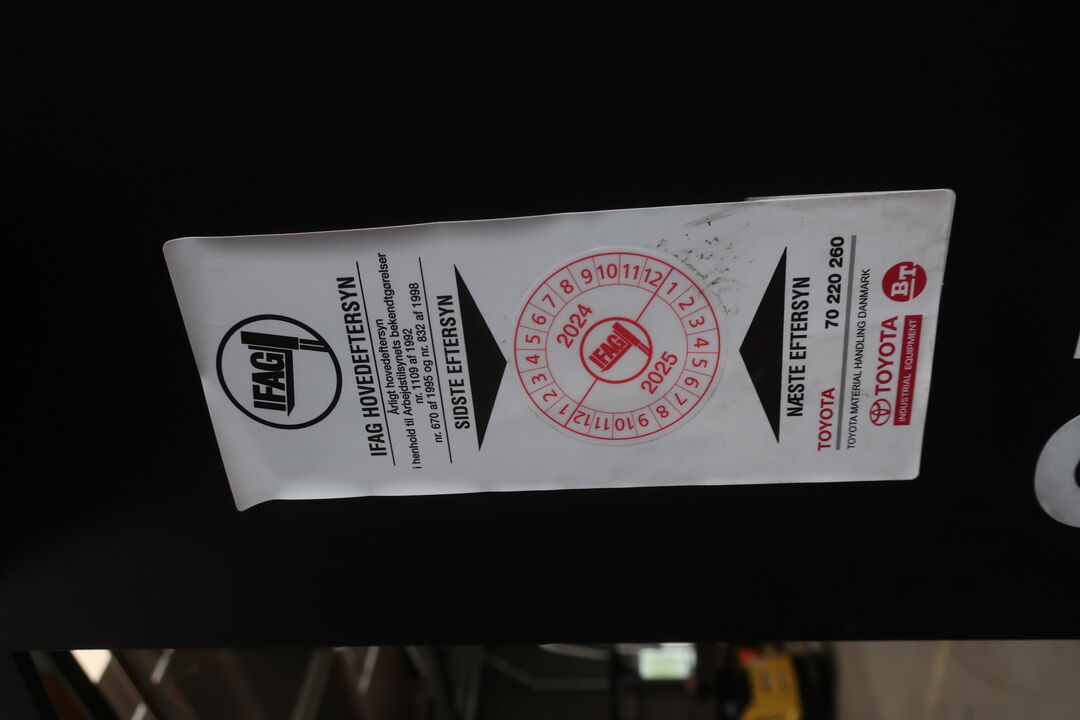 IFAG
IFAG HOVEDEFTERSYN
Årligt hovedeftersyn
i henhold til Arbejdstilsynets bekendtgørelser
nr. 1109 af 1992
nr. 670 af 1995 og nr. 832 af 1998
SIDSTE EFTERSYN
1 2 3 4 5 6 7 8 9 10 11 12
2024
IFAG
2025
1 2 3 4 5 6 7 8 9 10 11 12
NÆSTE EFTERSYN
TOYOTA 70 220 260
TOYOTA MATERIAL HANDLING DANMARK
TOYOTA BT
INDUSTRIAL EQUIPMENT